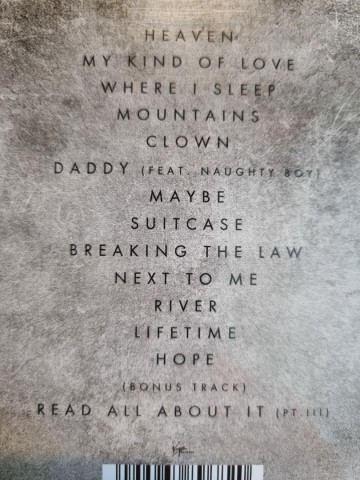 HEAVEN
MY KIND OF LOVE
WHERE I SLEEP
MOUNTAINS
CLOWN
DADDY (FEAT. NAUGHTY BOY)
MAYBE
SUITCASE
BREAKING THE LAW
NEXT TO ME
RIVER
LIFETIME
HOPE
(BONUS TRACK)
READ ALL ABOUT IT (PT.III)